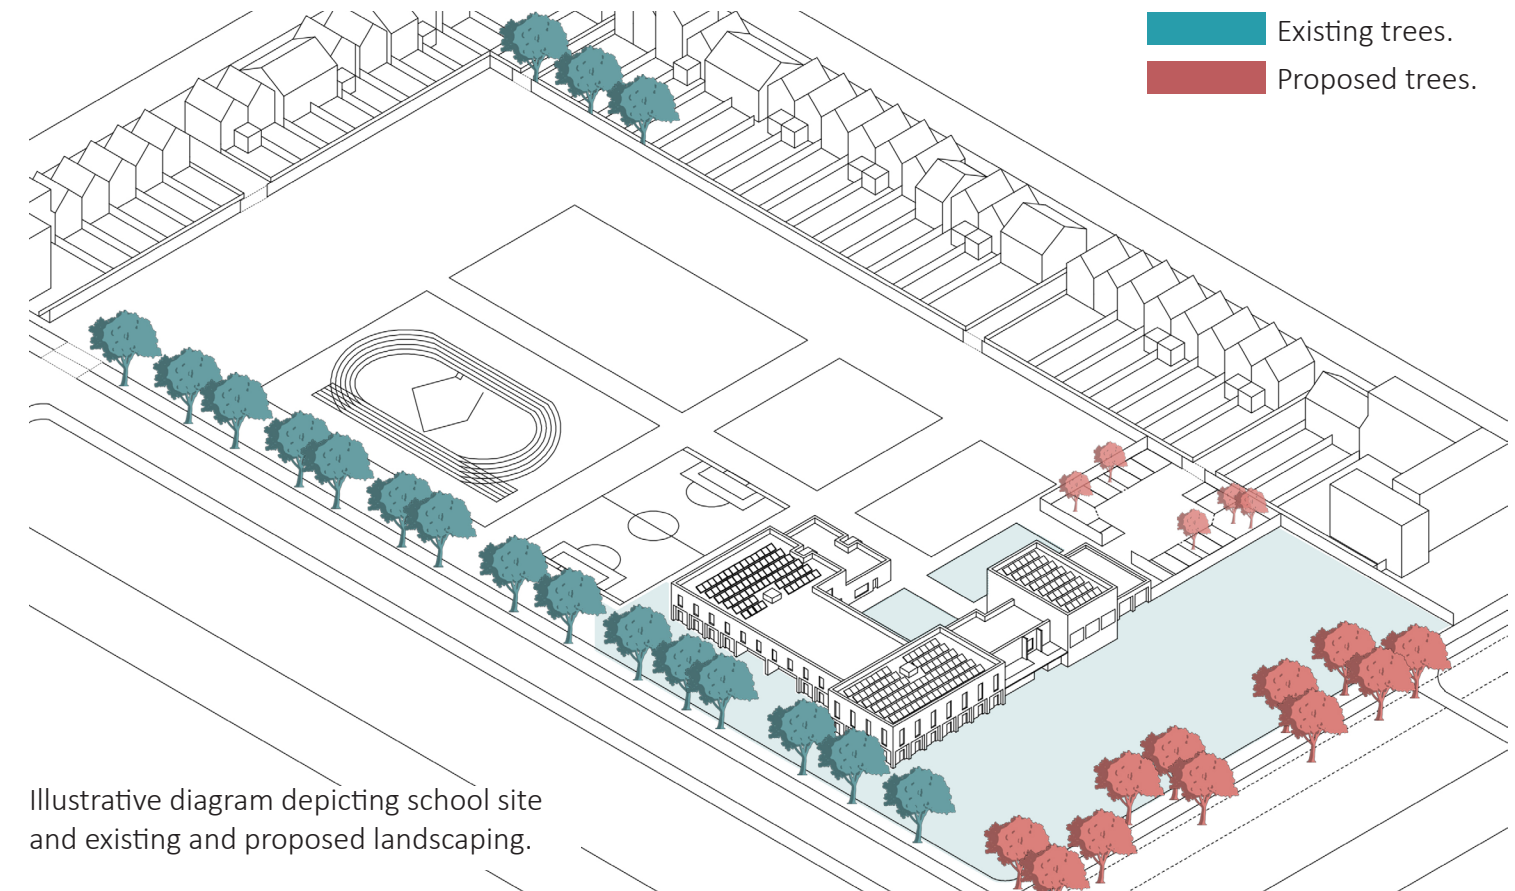 Existing trees.
Proposed trees.
Illustrative diagram depicting school site
and existing and proposed landscaping.